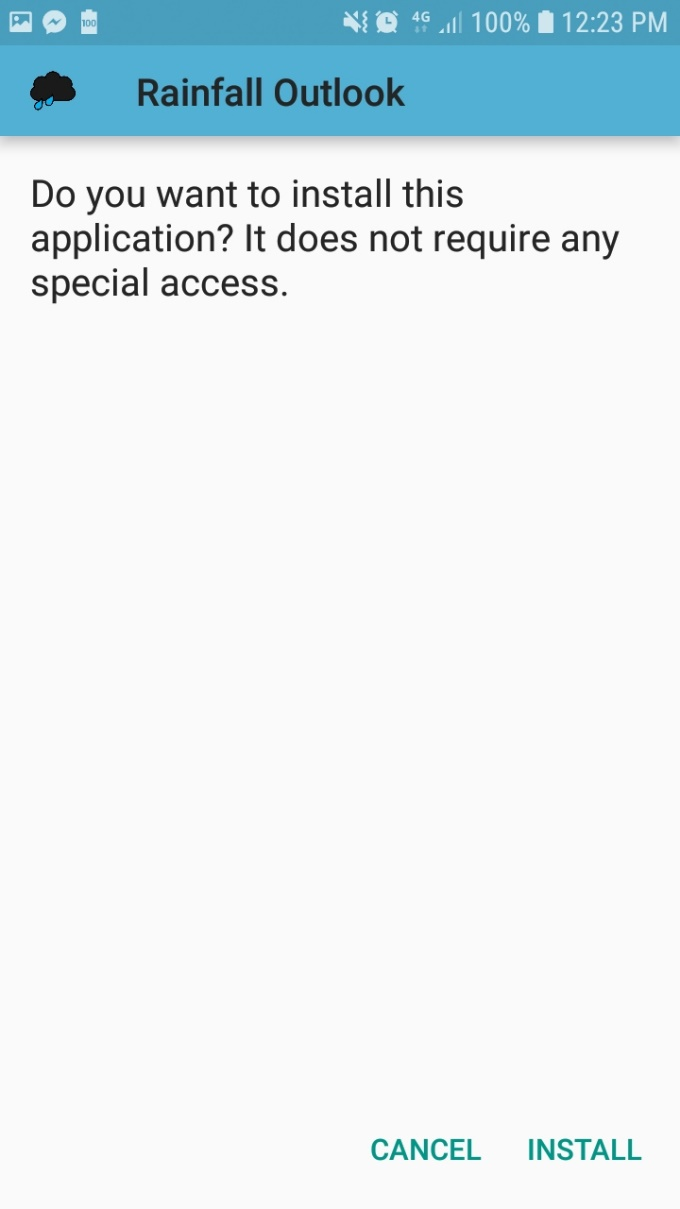 100 4G 100% 12:23 PM
Rainfall Outlook
Do you want to install this
application? It does not require any
special access.
CANCEL INSTALL